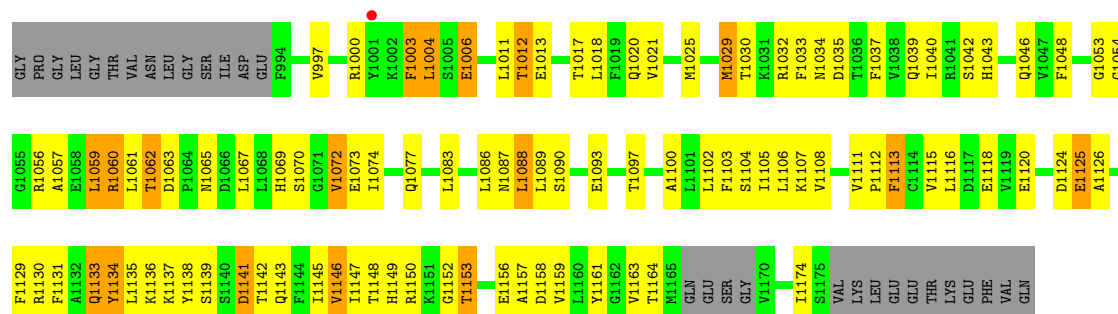 GLY PRO GLY LEU GLY THR VAL ASN LEU GLY SER ILE ASP GLU F994 V997 R1000 Y1001 K1002 F1003 L1004 S1005 E1006 L1011 T1012 E1013 T1017 L1018 F1019 Q1020 V1021 M1025 M1029 T1030 K1031 R1032 F1033 N1034 D1035 T1036 F1037 V1038 Q1039 I1040 R1041 S1042 H1043 Q1046 V1047 F1048 G1053 G1054
G1055 R1056 A1057 E1058 L1059 R1060 L1061 T1062 D1063 P1064 N1065 D1066 L1067 L1068 H1069 S1070 G1071 V1072 E1073 I1074 Q1077 L1083 L1086 N1087 L1088 L1089 S1090 E1093 T1097 A1100 L1101 L1102 F1103 S1104 I1105 L1106 K1107 V1108 V1111 P1112 F1113 C1114 V1115 L1116 D1117 E1118 V1119 E1120 D1124 E1125 A1126
F1129 R1130 F1131 A1132 Q1133 Y1134 L1135 K1136 K1137 Y1138 S1139 S1140 D1141 T1142 Q1143 F1144 I1145 V1146 I1147 T1148 H1149 R1150 K1151 G1152 T1153 E1156 A1157 D1158 V1159 L1160 Y1161 G1162 V1163 T1164 M1165 GLN GLU SER GLY V1170 I1174 S1175 VAL LYS LEU GLU GLU THR LYS GLU PHE VAL GLN